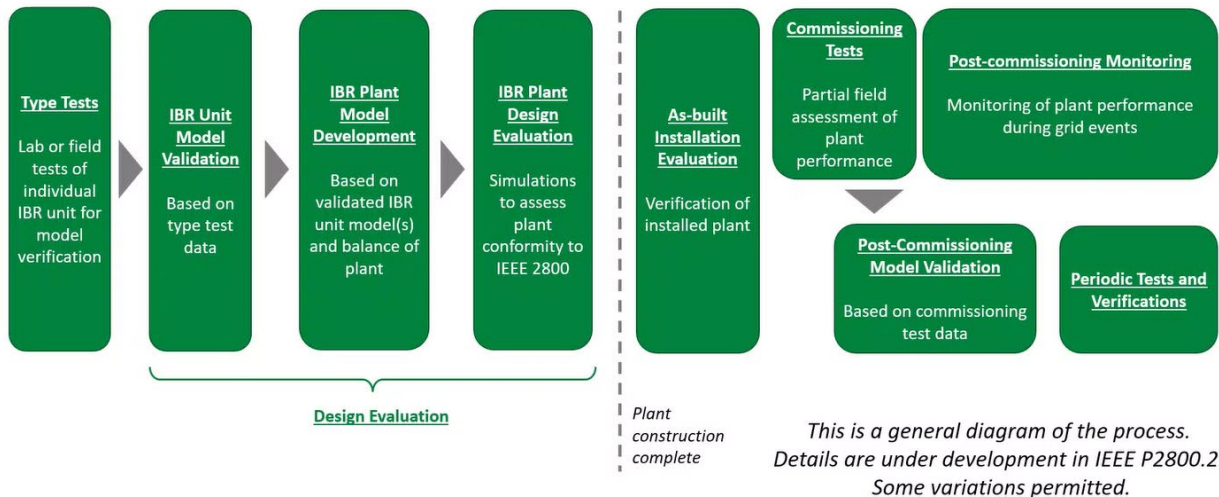 Type Tests
Lab or field
tests of
individual
IBR unit for
model
verification
IBR Unit
Model
Validation
Based on
type test
data
IBR Plant
Model
Development
Based on
validated IBR
unit model(s)
and balance of
plant
IBR Plant
Design
Evaluation
Simulations
to assess
plant
conformity to
IEEE 2800
Design Evaluation
As-built
Installation
Evaluation
Verification of
installed plant
Commissioning
Tests
Partial field
assessment of
plant
performance
Post-commissioning Monitoring
Monitoring of plant performance
during grid events
Post-Commissioning
Model Validation
Based on commissioning
test data
Periodic Tests and
Verifications
Plant
construction
complete
This is a general diagram of the process.
Details are under development in IEEE P2800.2
Some variations permitted.